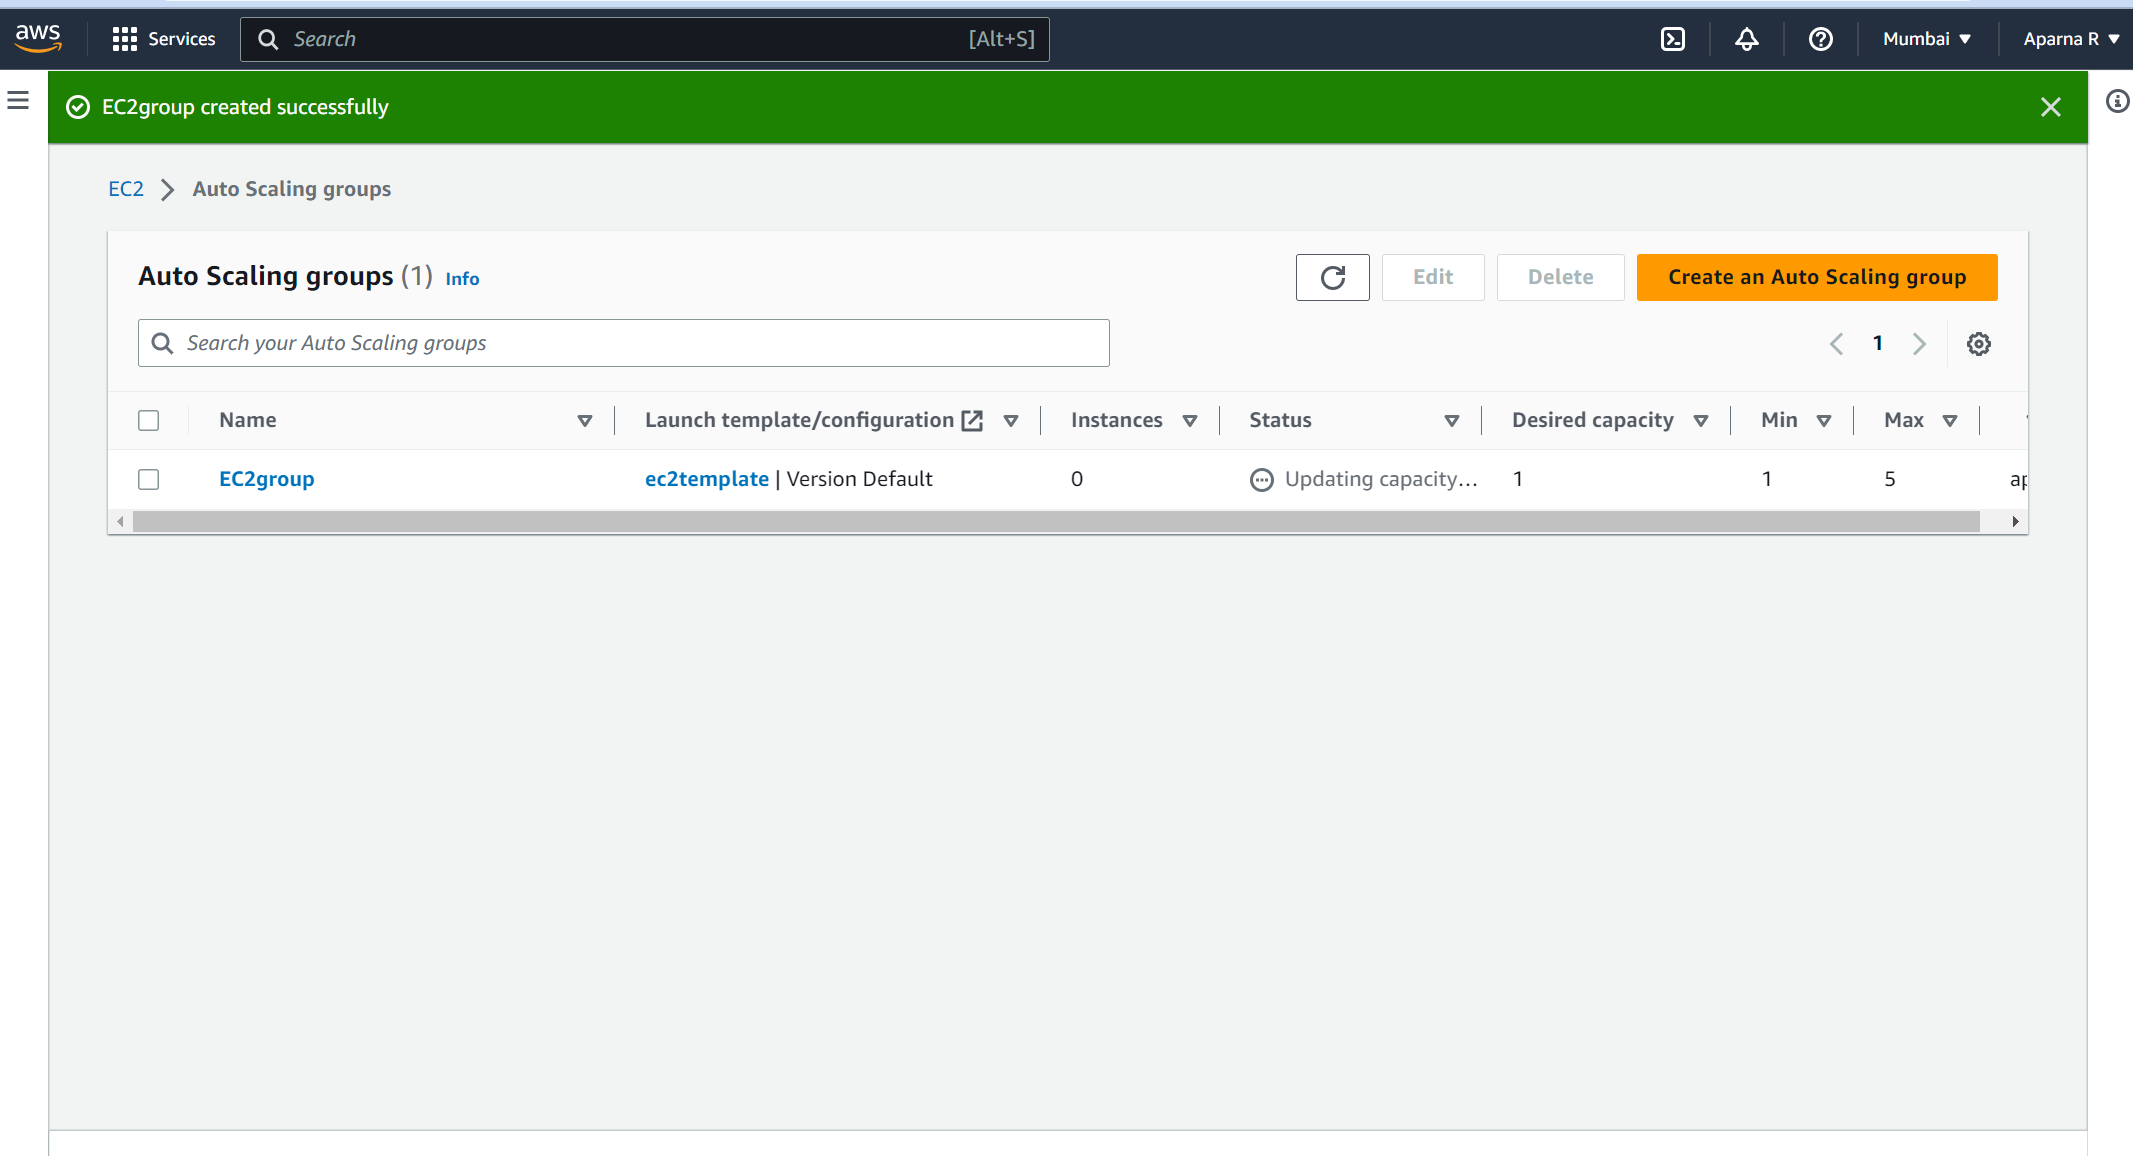 aws Services Search [Alt+S] Mumbai Aparna R
EC2group created successfully
EC2 Auto Scaling groups
Auto Scaling groups (1) Info Edit Delete Create an Auto Scaling group
Search your Auto Scaling groups 1
Name Launch template/configuration Instances Status Desired capacity Min Max
EC2group ec2template | Version Default 0 Updating capacity... 1 1 5